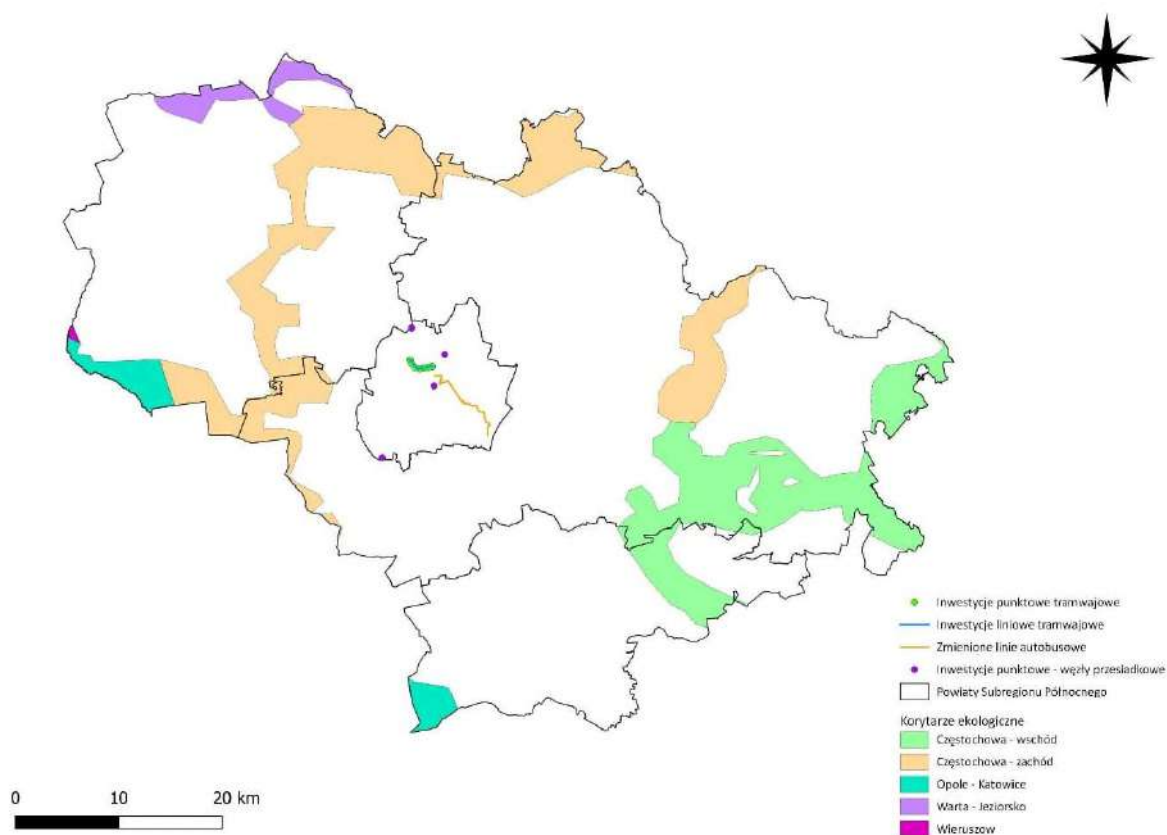 Inwestycje punktowe tramwajowe
Inwestycje liniowe tramwajowe
Zmienione linie autobusowe
Inwestycje punktowe - węzły przesiadkowe
Powiaty Subregionu Północnego
Korytarze ekologiczne
Częstochowa - wschód
Częstochowa - zachód
Opole - Katowice
Warta - Jeziorsko
Wieruszow
0 10 20 km